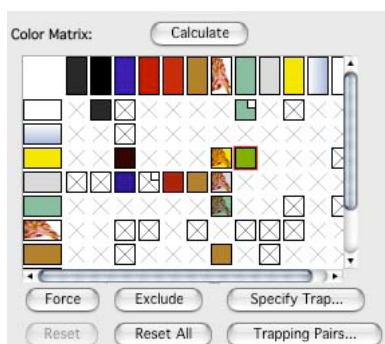 Color Matrix: Calculate
Force Exclude Specify Trap...
Reset Reset All Trapping Pairs...